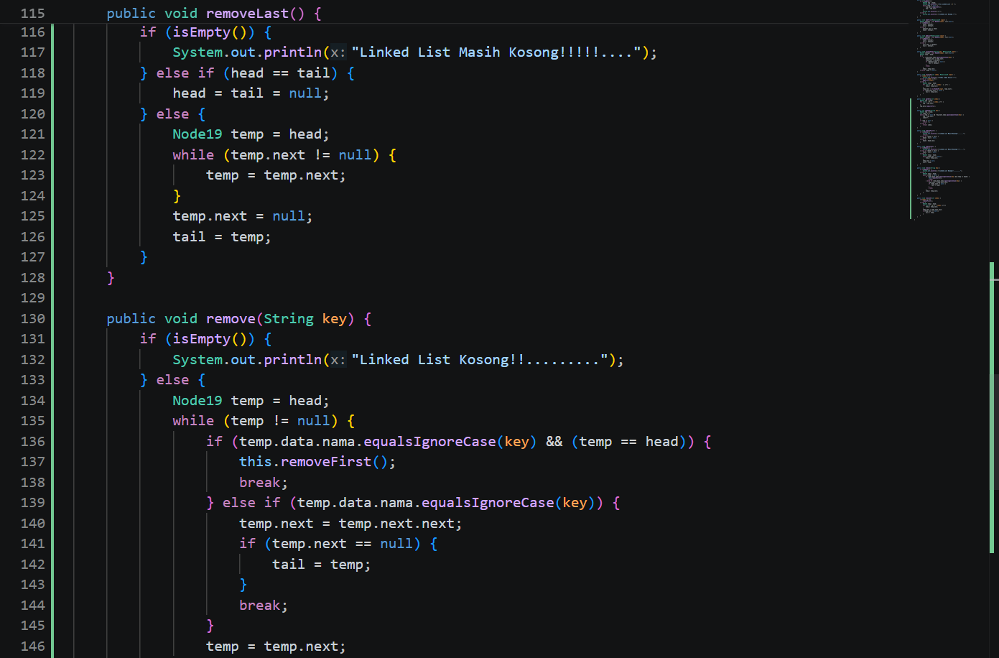 115 public void removeLast() {
116 if (isEmpty()) {
117 System.out.println(x: "Linked List Masih Kosong!!!!!....");
118 } else if (head == tail) {
119 head = tail = null;
120 } else {
121 Node19 temp = head;
122 while (temp.next != null) {
123 temp = temp.next;
124 }
125 temp.next = null;
126 tail = temp;
127 }
128 }
129
130 public void remove(String key) {
131 if (isEmpty()) {
132 System.out.println(x: "Linked List Kosong!!.........");
133 } else {
134 Node19 temp = head;
135 while (temp != null) {
136 if (temp.data.nama.equalsIgnoreCase(key) && (temp == head)) {
137 this.removeFirst();
138 break;
139 } else if (temp.data.nama.equalsIgnoreCase(key)) {
140 temp.next = temp.next.next;
141 if (temp.next == null) {
142 tail = temp;
143 }
144 break;
145 }
146 temp = temp.next;